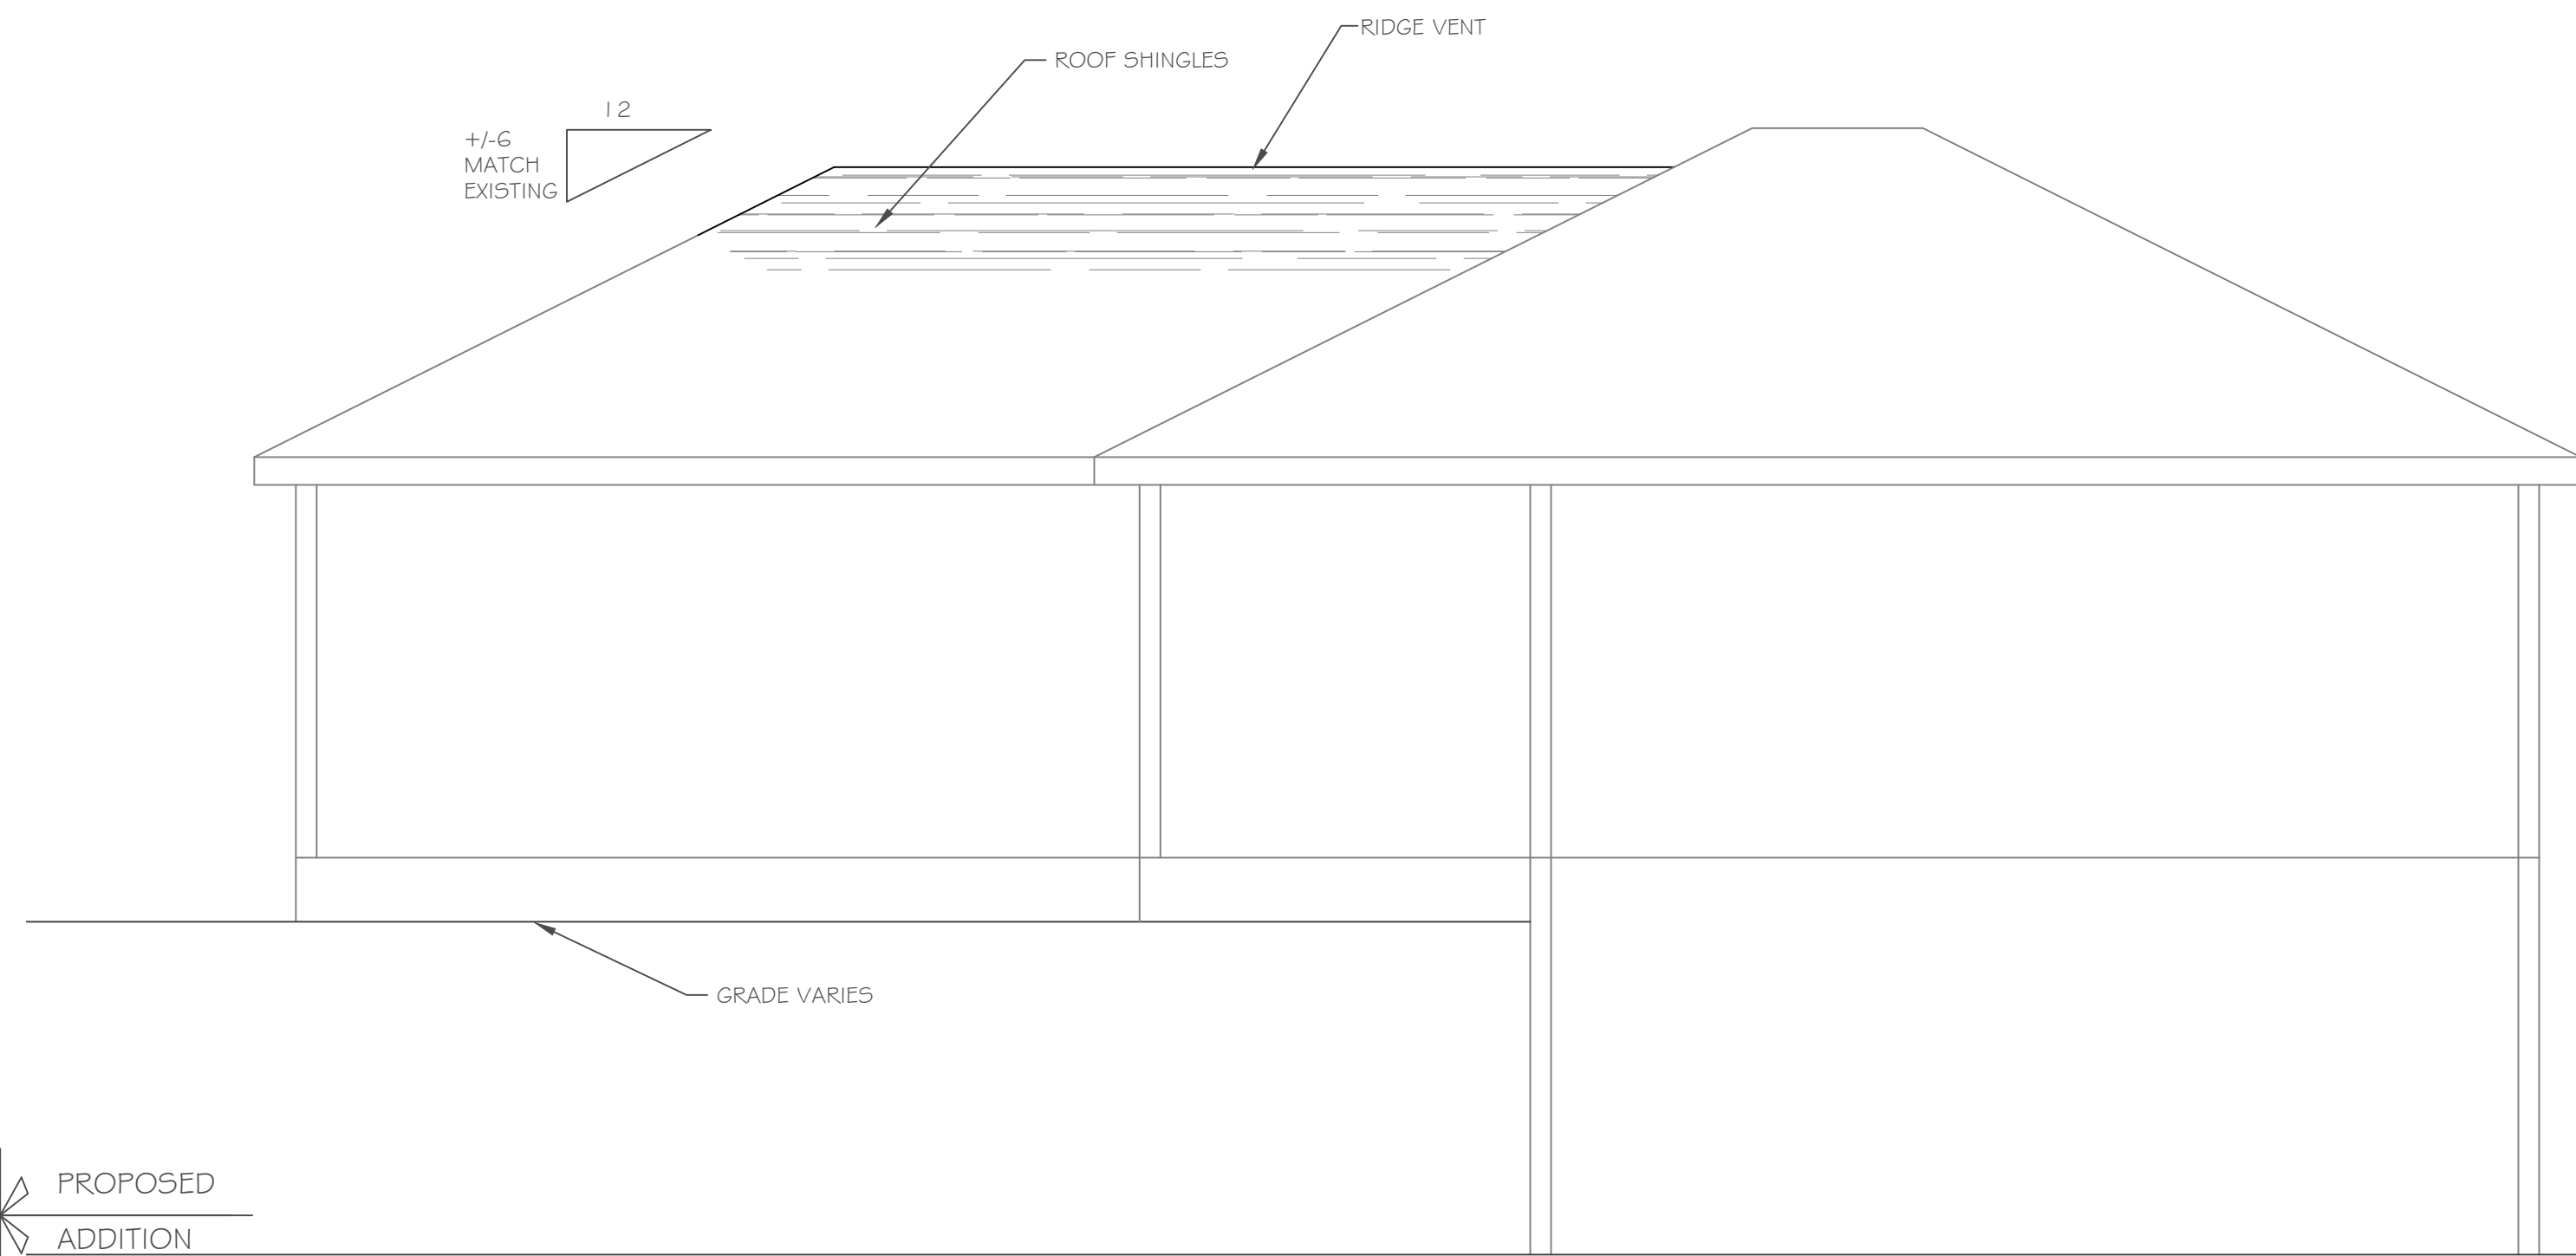 RIDGE VENT
ROOF SHINGLES
12
+/-6
MATCH
EXISTING
GRADE VARIES
PROPOSED
ADDITION